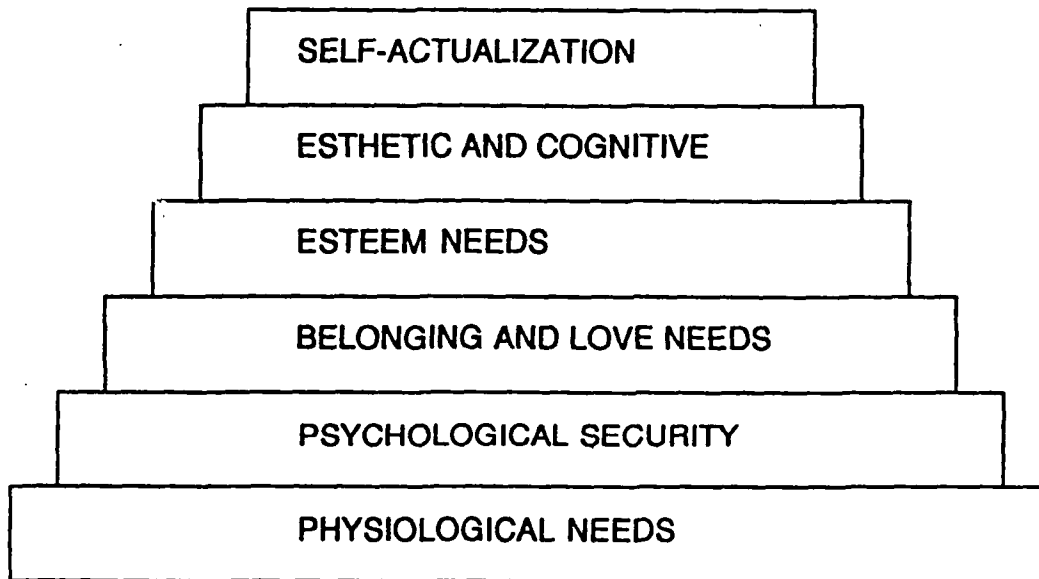 SELF-ACTUALIZATION
ESTHETIC AND COGNITIVE
ESTEEM NEEDS
BELONGING AND LOVE NEEDS
PSYCHOLOGICAL SECURITY
PHYSIOLOGICAL NEEDS